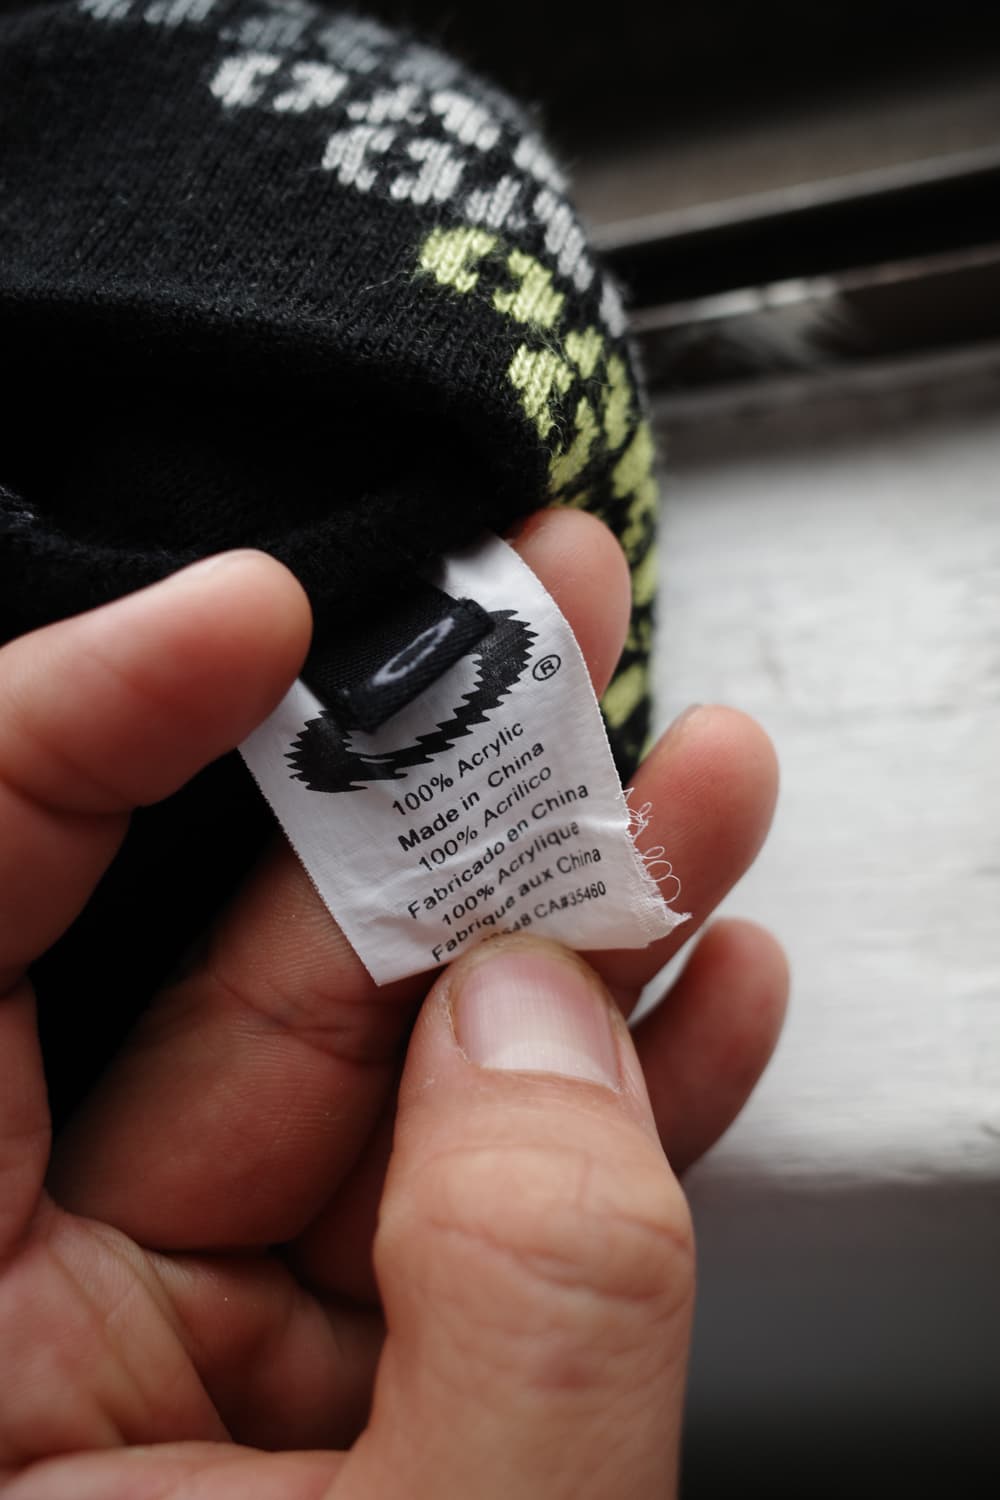 ®
100% Acrylic
Made in China
100% Acrilico
Fabricado en China
100% Acrylique
Fabrique aux China
CA#35460